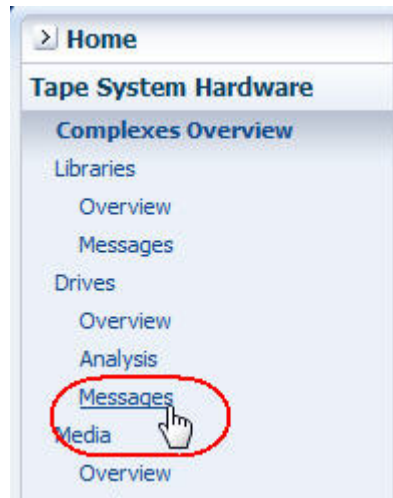 Home
Tape System Hardware
Complexes Overview
Libraries
Overview
Messages
Drives
Overview
Analysis
Messages
Media
Overview